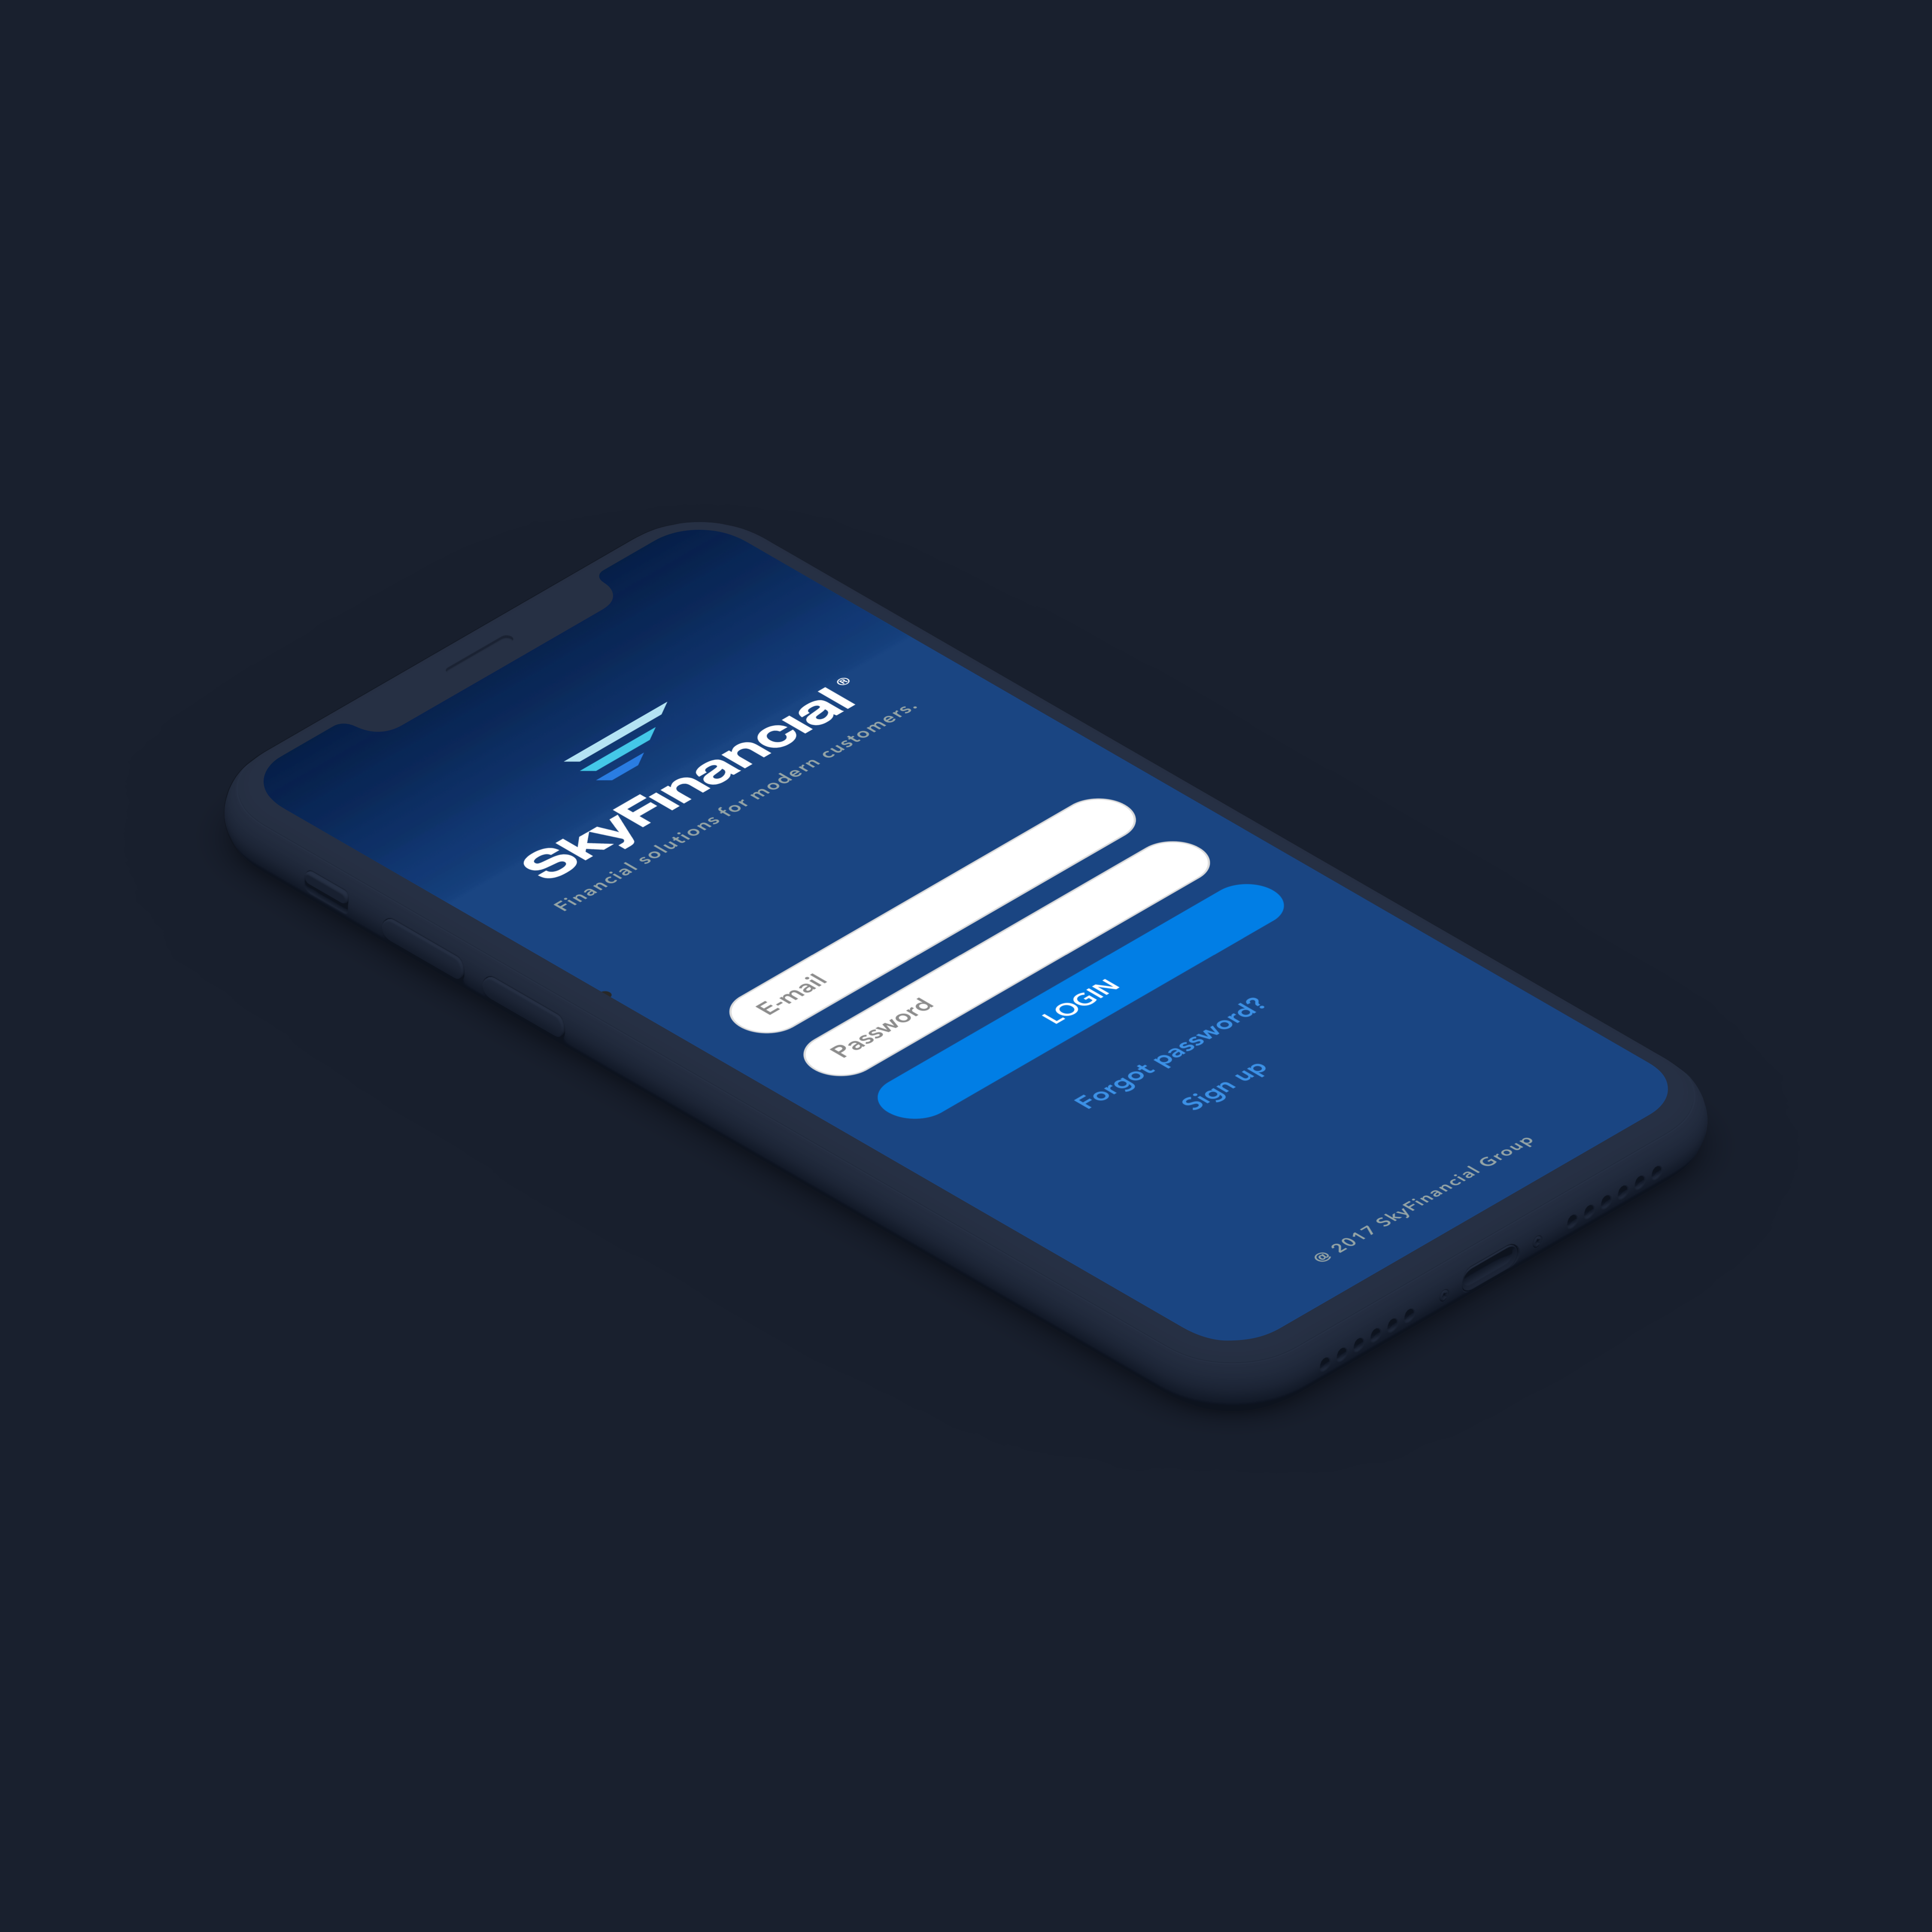 SkyFinancial®
Financial solutions for modern customers.
E-mail
Password
LOGIN
Forgot password?
Sign up
@ 2017 SkyFinancial Group